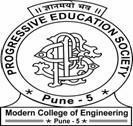 ॥ ज्ञानमयो भव ॥
PROGRESSIVE EDUCATION SOCIETY
Pune - 5
Modern College of Engineering
* Pune - 5 *